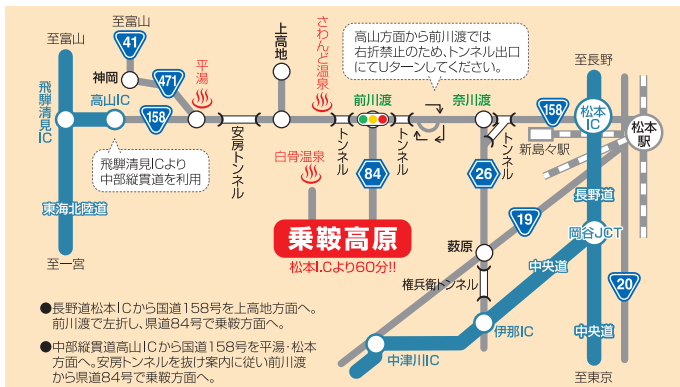 至富山
至富山
41
神岡
471
平湯
上高地
さわんど温泉
高山方面から前川渡では
右折禁止のため、トンネル出口
にてUターンしてください。
至長野
飛騨清見IC
高山IC
158
安房トンネル
前川渡
トンネル
トンネル
奈川渡
トンネル
158
松本
IC
新島々駅
松本
駅
飛騨清見ICより
中部縦貫道を利用
白骨温泉
84
26
19
長野道
東海北陸道
乗鞍高原
松本I.Cより60分!!
藪原
岡谷JCT
中央道
20
至一宮
権兵衛トンネル
伊那IC
中央道
中津川IC
至東京
●長野道松本ICから国道158号を上高地方面へ。
前川渡で左折し、県道84号で乗鞍方面へ。
●中部縦貫道高山ICから国道158号を平湯・松本
方面へ。安房トンネルを抜け案内に従い前川渡
から県道84号で乗鞍方面へ。